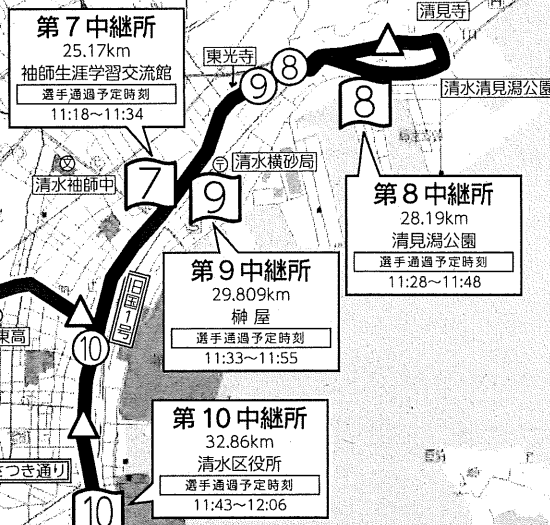 第7中継所
25.17km
袖師生涯学習交流館
選手通過予定時刻
11:18～11:34
清見寺
東光寺
⑨
⑧
清水清見潟公園
8
第8中継所
28.19km
清見潟公園
選手通過予定時刻
11:28～11:48
清水袖師中
7
清水横砂局
9
第9中継所
29.809km
榊屋
選手通過予定時刻
11:33～11:55
旧国1号
東高
⑩
第10中継所
32.86km
清水区役所
選手通過予定時刻
11:43～12:06
さつき通り
10